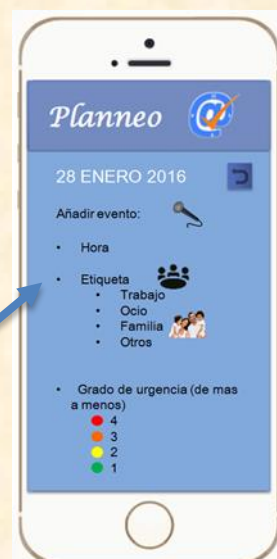 Planneo
28 ENERO 2016
Añadir evento:
• Hora
• Etiqueta
• Trabajo
• Ocio
• Familia
• Otros
• Grado de urgencia (de mas
a menos)
4
3
2
1